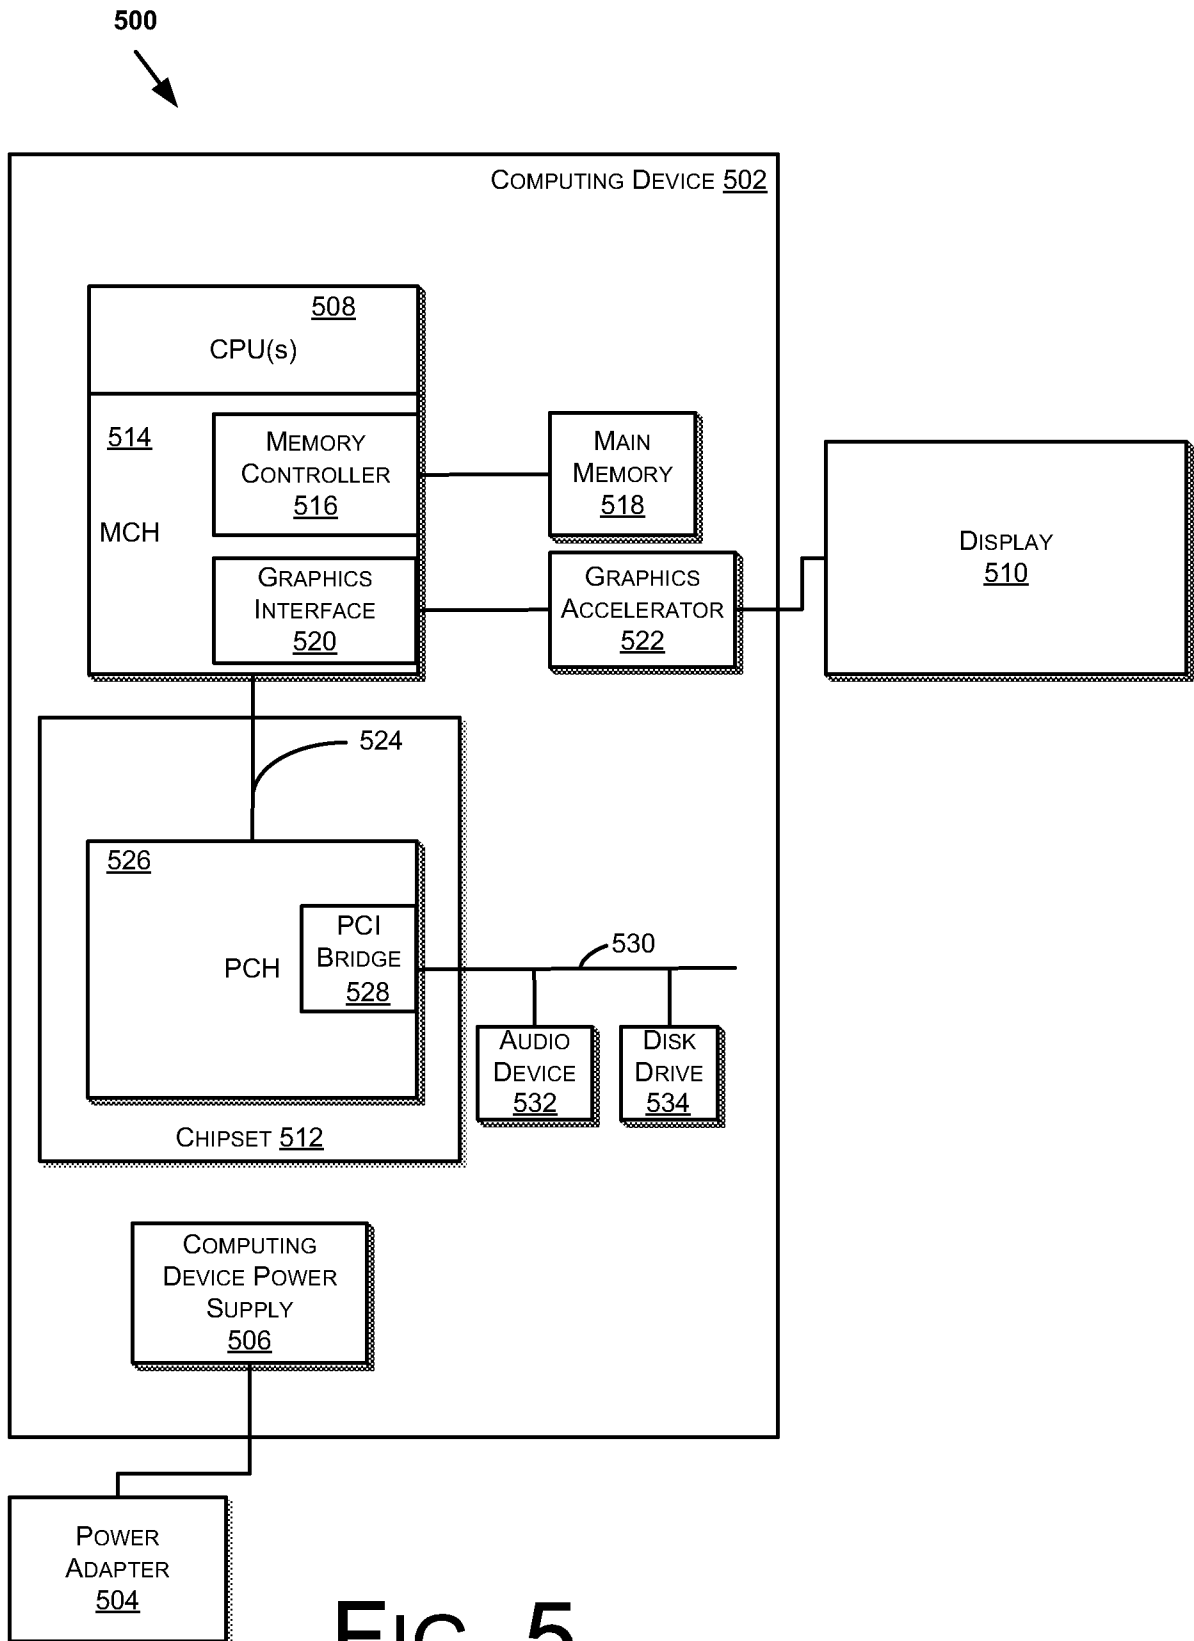 500
COMPUTING DEVICE 502
508
CPU(s)
514
MCH
MEMORY
CONTROLLER
516
MAIN
MEMORY
518
GRAPHICS
INTERFACE
520
GRAPHICS
ACCELERATOR
522
DISPLAY
510
524
526
PCH
PCI
BRIDGE
528
530
AUDIO
DEVICE
532
DISK
DRIVE
534
CHIPSET 512
COMPUTING
DEVICE POWER
SUPPLY
506
POWER
ADAPTER
504
FIG. 5